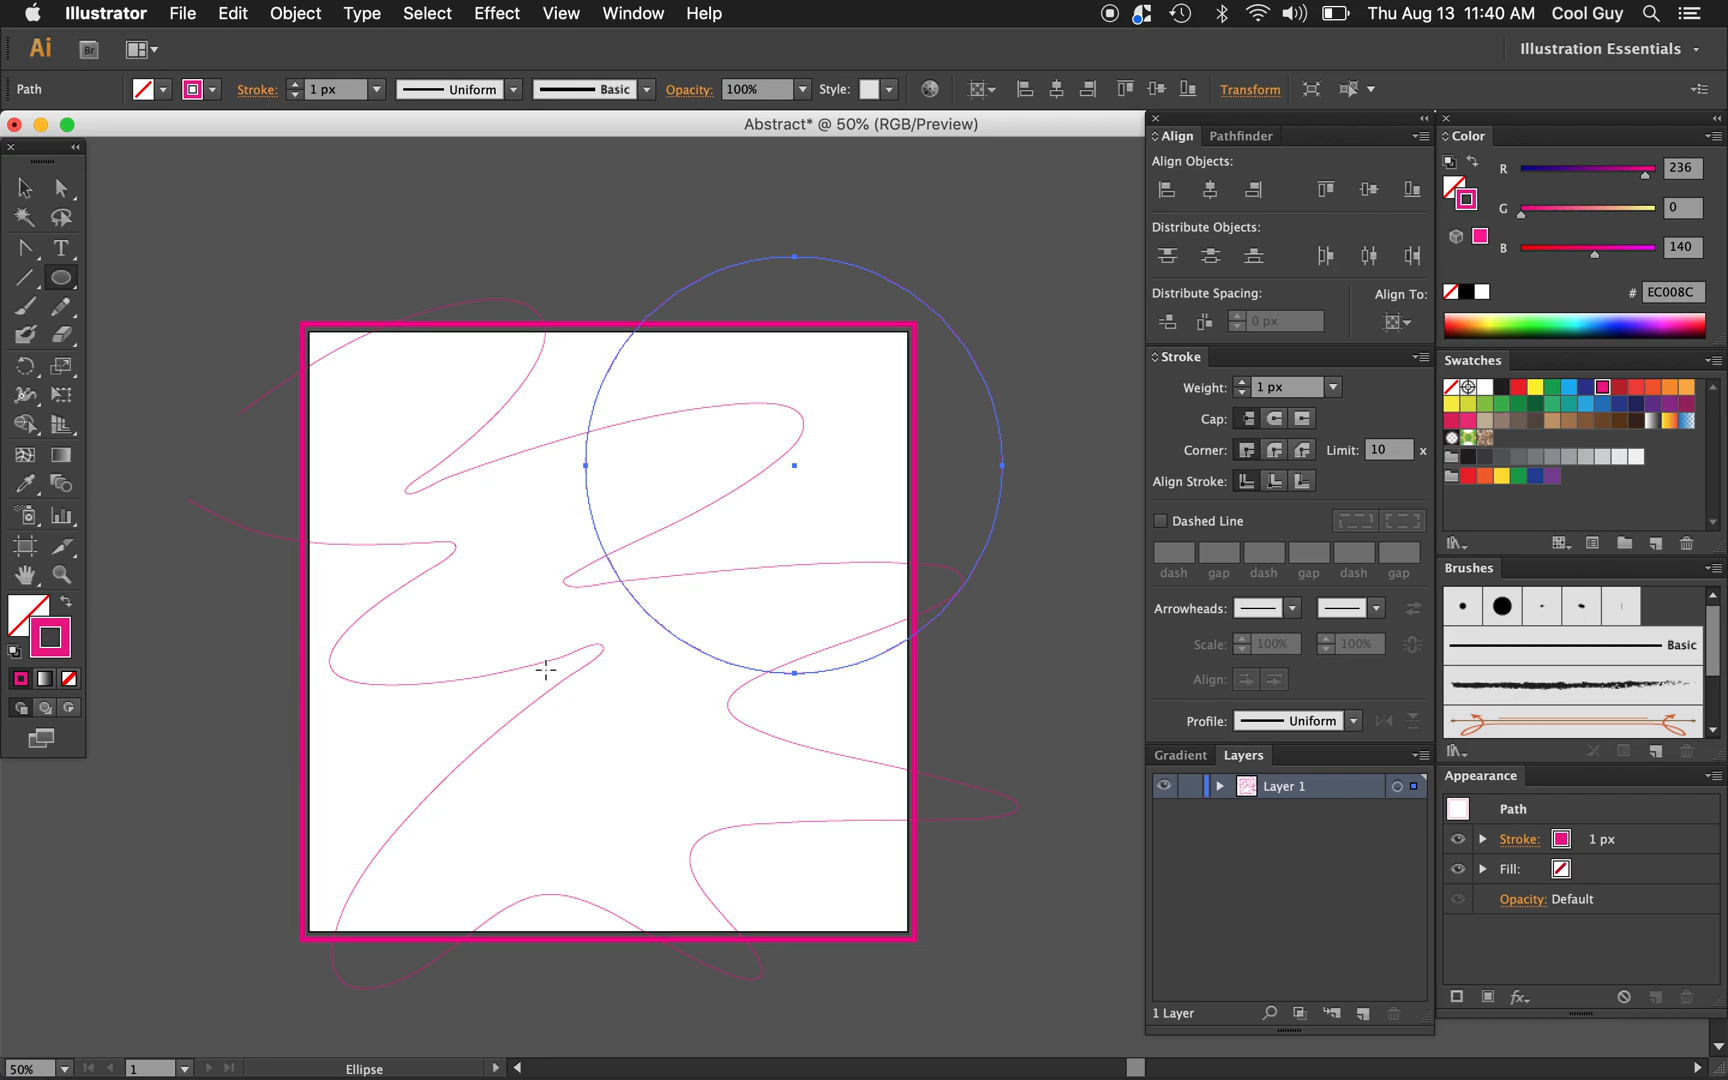 Illustrator File Edit Object Type Select Effect View Window Help Thu Aug 13 11:40 AM Cool Guy
Ai Br Illustration Essentials
Path Stroke: 1 px Uniform Basic Opacity: 100% Style: Transform
Abstract* @ 50% (RGB/Preview)
Align Pathfinder
Align Objects:
Distribute Objects:
Distribute Spacing: Align To:
0 px
Stroke
Weight: 1 px
Cap:
Corner: Limit: 10 x
Align Stroke:
Dashed Line
dash gap dash gap dash gap
Arrowheads:
Scale: 100% 100%
Align:
Profile: Uniform
Gradient Layers
Layer 1
1 Layer
Color
R 236
G 0
B 140
# EC008C
Swatches
Brushes
Basic
Appearance
Path
Stroke: 1 px
Fill:
Opacity: Default
T
50% 1 Ellipse